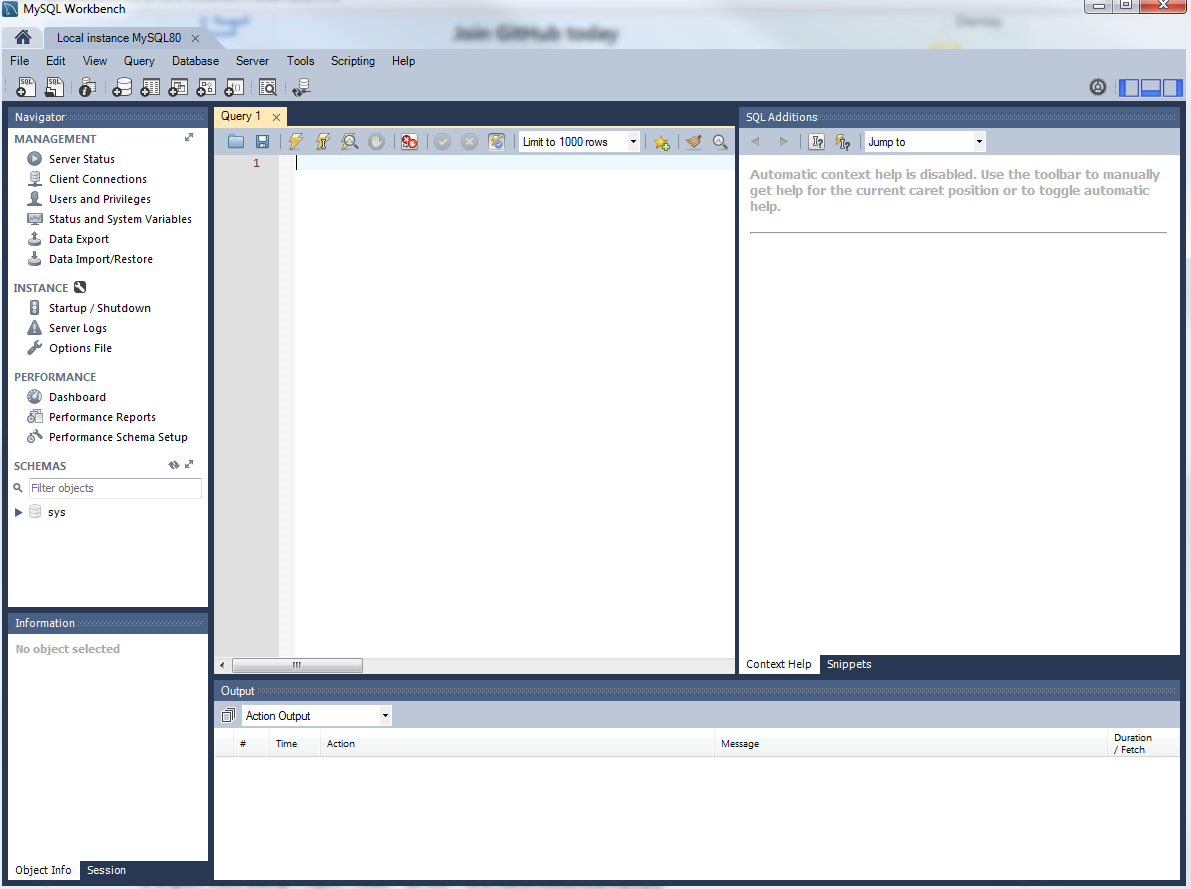 MySQL Workbench
Join GitHub today
Dismiss
Local instance MySQL80
File Edit View Query Database Server Tools Scripting Help
Navigator
MANAGEMENT
Server Status
Client Connections
Users and Privileges
Status and System Variables
Data Export
Data Import/Restore
INSTANCE
Startup / Shutdown
Server Logs
Options File
PERFORMANCE
Dashboard
Performance Reports
Performance Schema Setup
SCHEMAS
Filter objects
sys
Information
No object selected
Object Info Session
Query 1
Limit to 1000 rows
1
SQL Additions
Jump to
Automatic context help is disabled. Use the toolbar to manually
get help for the current caret position or to toggle automatic
help.
Context Help Snippets
Output
Action Output
# Time Action Message Duration
/ Fetch